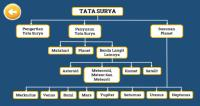 TATA SURYA
Pengertian
Tata Surya
Penyusun
Tata Surya
Susunan
Planet
Matahari
Planet
Benda Langit
Lainnya
Asteroid
Meteoroid,
Meteor dan
Meteorit
Komet
Satelit
Merkurius
Venus
Bumi
Mars
Yupiter
Saturnus
Uranus
Neptunus